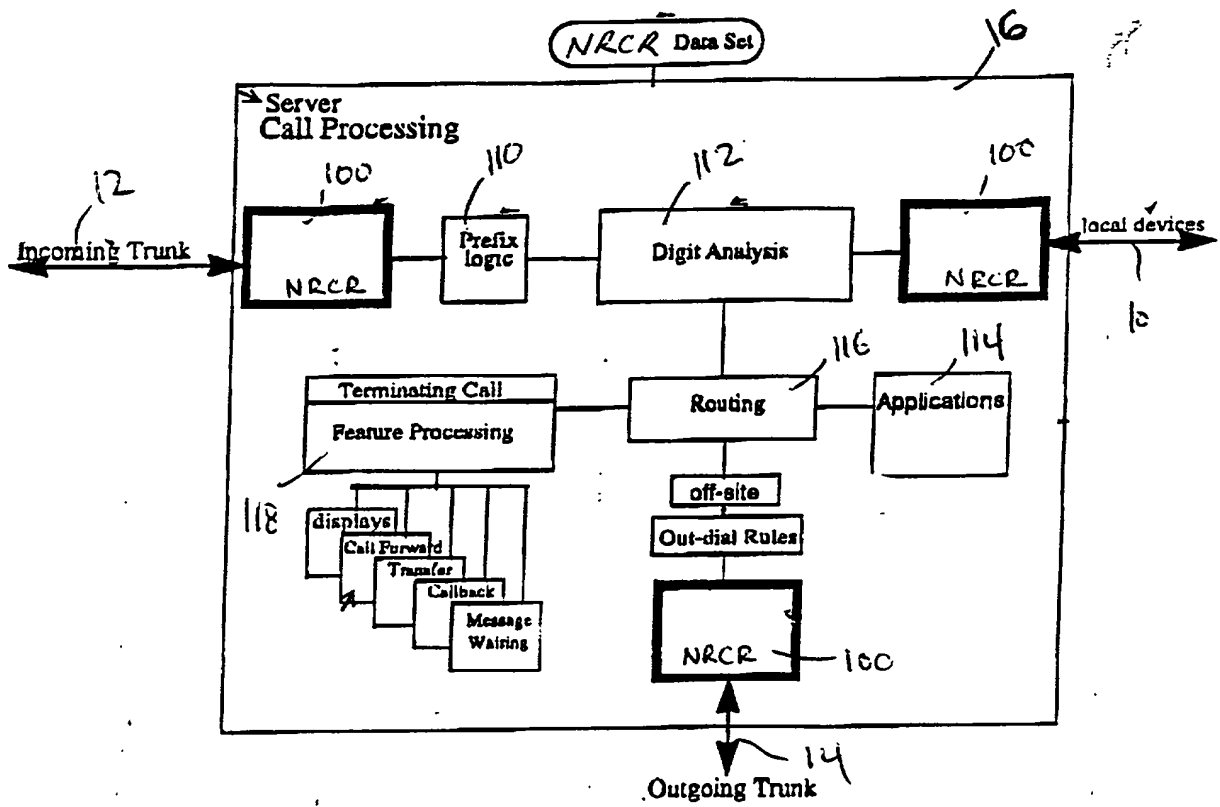 NRCR Data Set
16
Server
Call Processing
12
100
110
112
100
Incoming Trunk
Prefix
logic
Digit Analysis
local devices
NRCR
NRCR
10
116
114
Terminating Call
Feature Processing
Routing
Applications
118
off-site
Out-dial Rules
displays
Call Forward
Transfer
Callback
Message
Waiting
NRCR
100
14
Outgoing Trunk